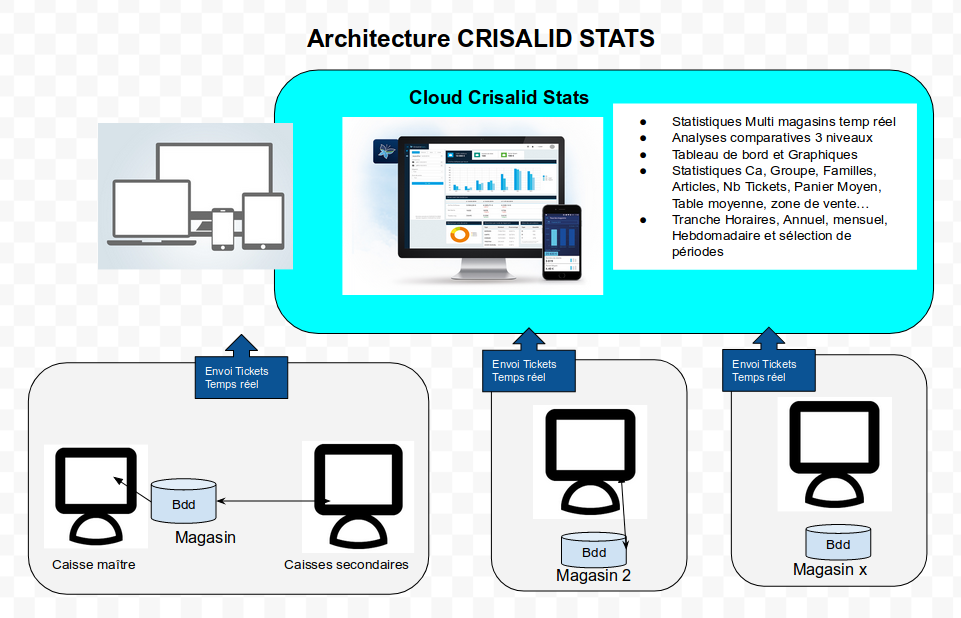 Architecture CRISALID STATS
Cloud Crisalid Stats
● Statistiques Multi magasins temp réel
● Analyses comparatives 3 niveaux
● Tableau de bord et Graphiques
● Statistiques Ca, Groupe, Familles,
Articles, Nb Tickets, Panier Moyen,
Table moyenne, zone de vente…
● Tranche Horaires, Annuel, mensuel,
Hebdomadaire et sélection de
périodes
Envoi Tickets
Temps réel
Envoi Tickets
Temps réel
Envoi Tickets
Temps réel
Bdd
Magasin
Caisse maître
Caisses secondaires
Bdd
Magasin 2
Bdd
Magasin x